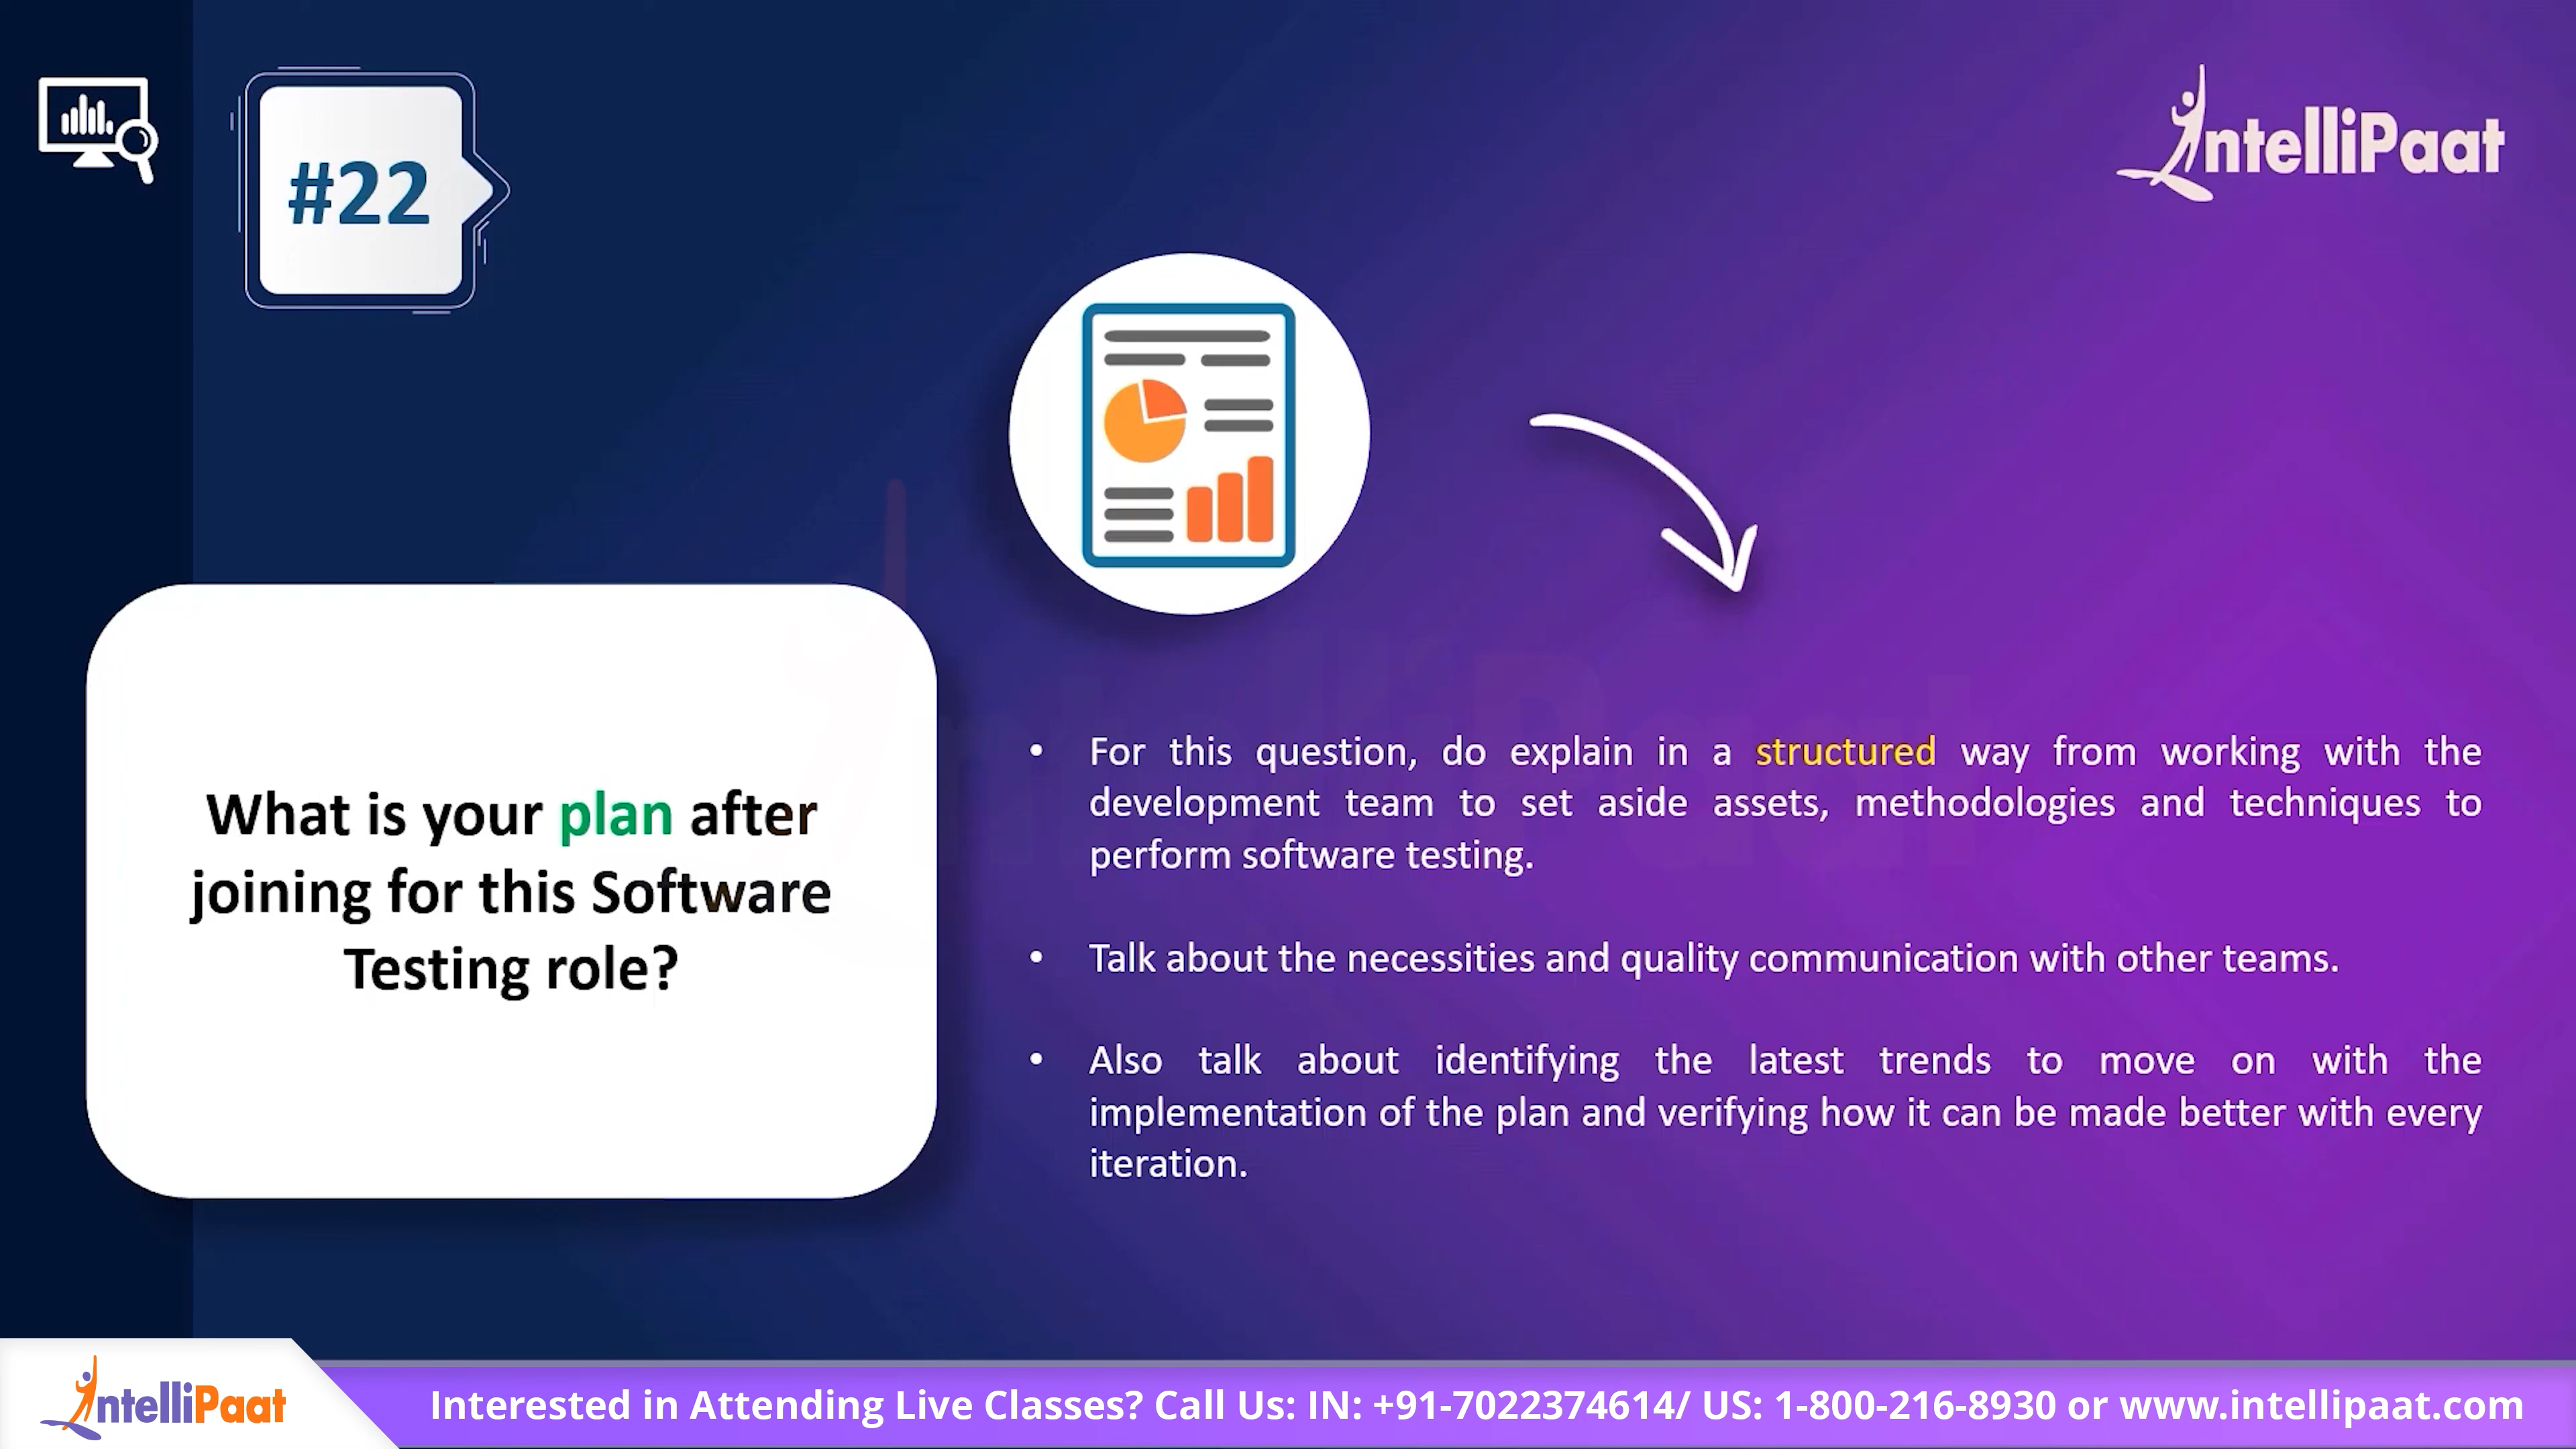 #22
IntelliPaat
What is your plan after
joining for this Software
Testing role?
• For this question, do explain in a structured way from working with the
development team to set aside assets, methodologies and techniques to
perform software testing.
• Talk about the necessities and quality communication with other teams.
• Also talk about identifying the latest trends to move on with the
implementation of the plan and verifying how it can be made better with every
iteration.
IntelliPaat
Interested in Attending Live Classes? Call Us: IN: +91-7022374614/ US: 1-800-216-8930 or www.intellipaat.com